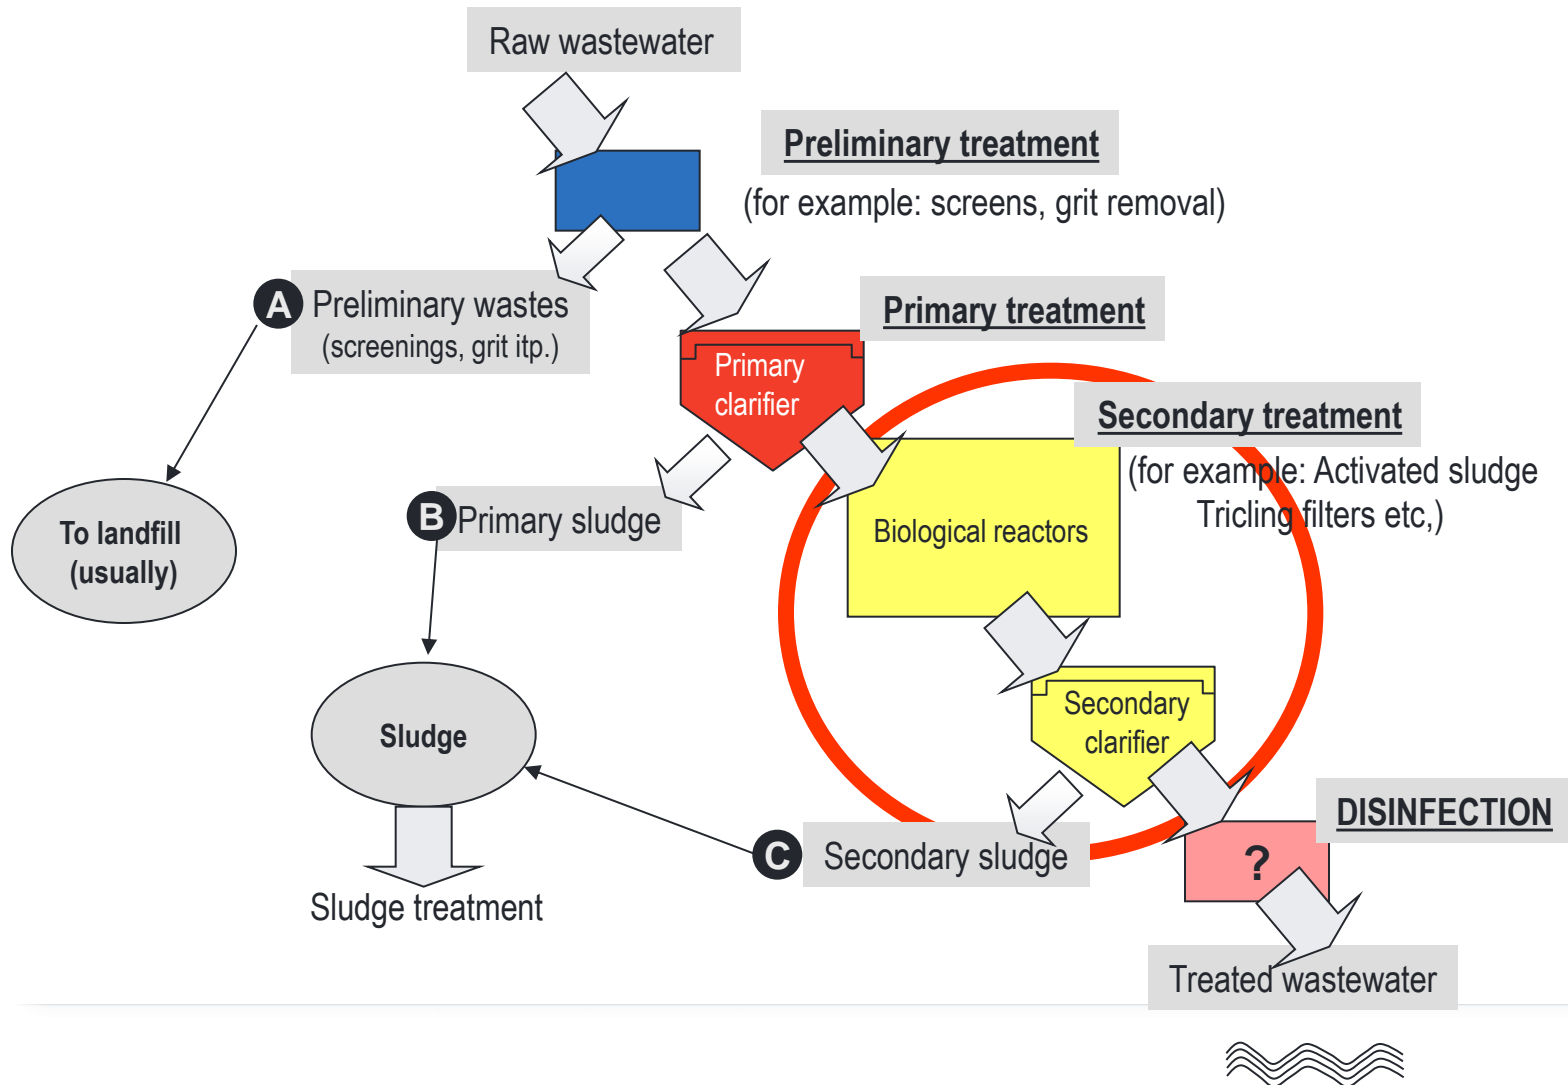 Raw wastewater
Preliminary treatment
(for example: screens, grit removal)
A
Preliminary wastes
(screenings, grit itp.)
Primary treatment
Primary
clarifier
Secondary treatment
(for example: Activated sludge
Tricling filters etc,)
To landfill
(usually)
B
Primary sludge
Biological reactors
Sludge
Secondary
clarifier
DISINFECTION
C
Secondary sludge
?
Sludge treatment
Treated wastewater